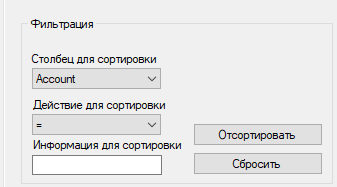 Фильтрация
Столбец для сортировки
Account
Действие для сортировки
=
Информация для сортировки
Отсортировать
Сбросить